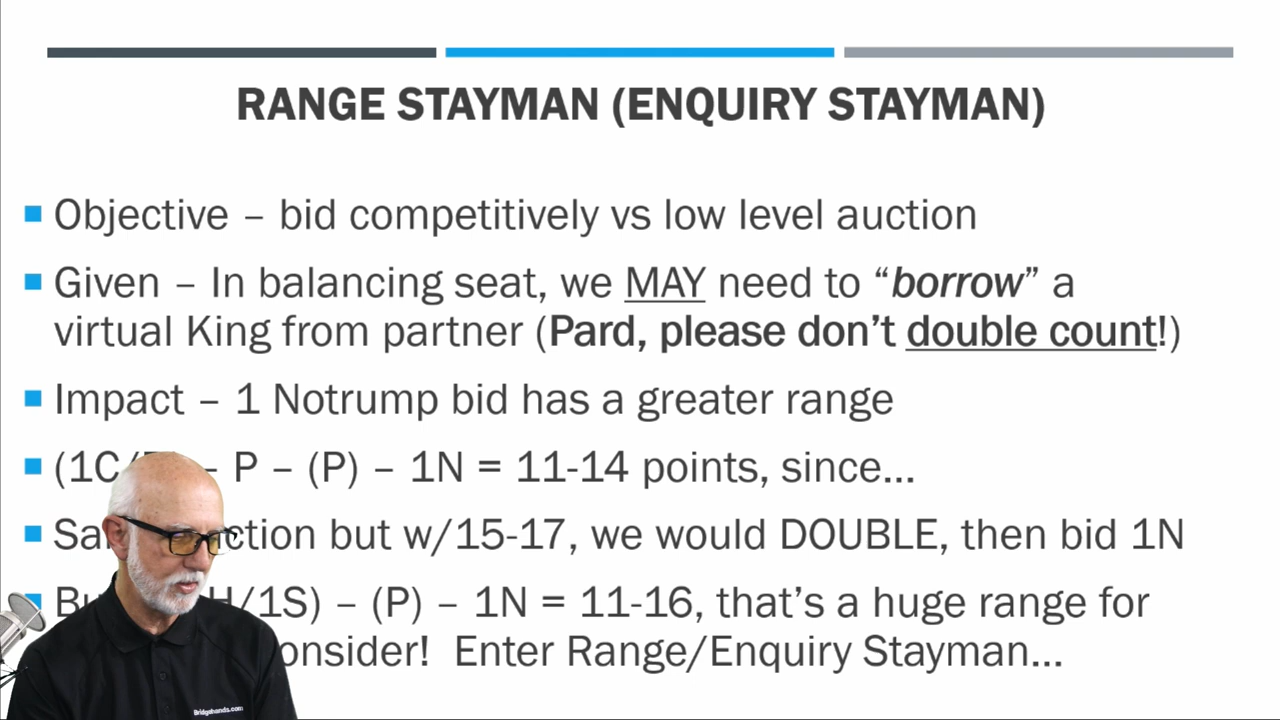 RANGE STAYMAN (ENQUIRY STAYMAN)
Objective – bid competitively vs low level auction
Given – In balancing seat, we MAY need to “borrow” a
virtual King from partner (Pard, please don’t double count!)
Impact – 1 Notrump bid has a greater range
(1C/ – P – (P) – 1N = 11-14 points, since...
ction but w/15-17, we would DOUBLE, then bid 1N
H/1S) – (P) – 1N = 11-16, that’s a huge range for
onsider! Enter Range/Enquiry Stayman...
Bridgehands.com